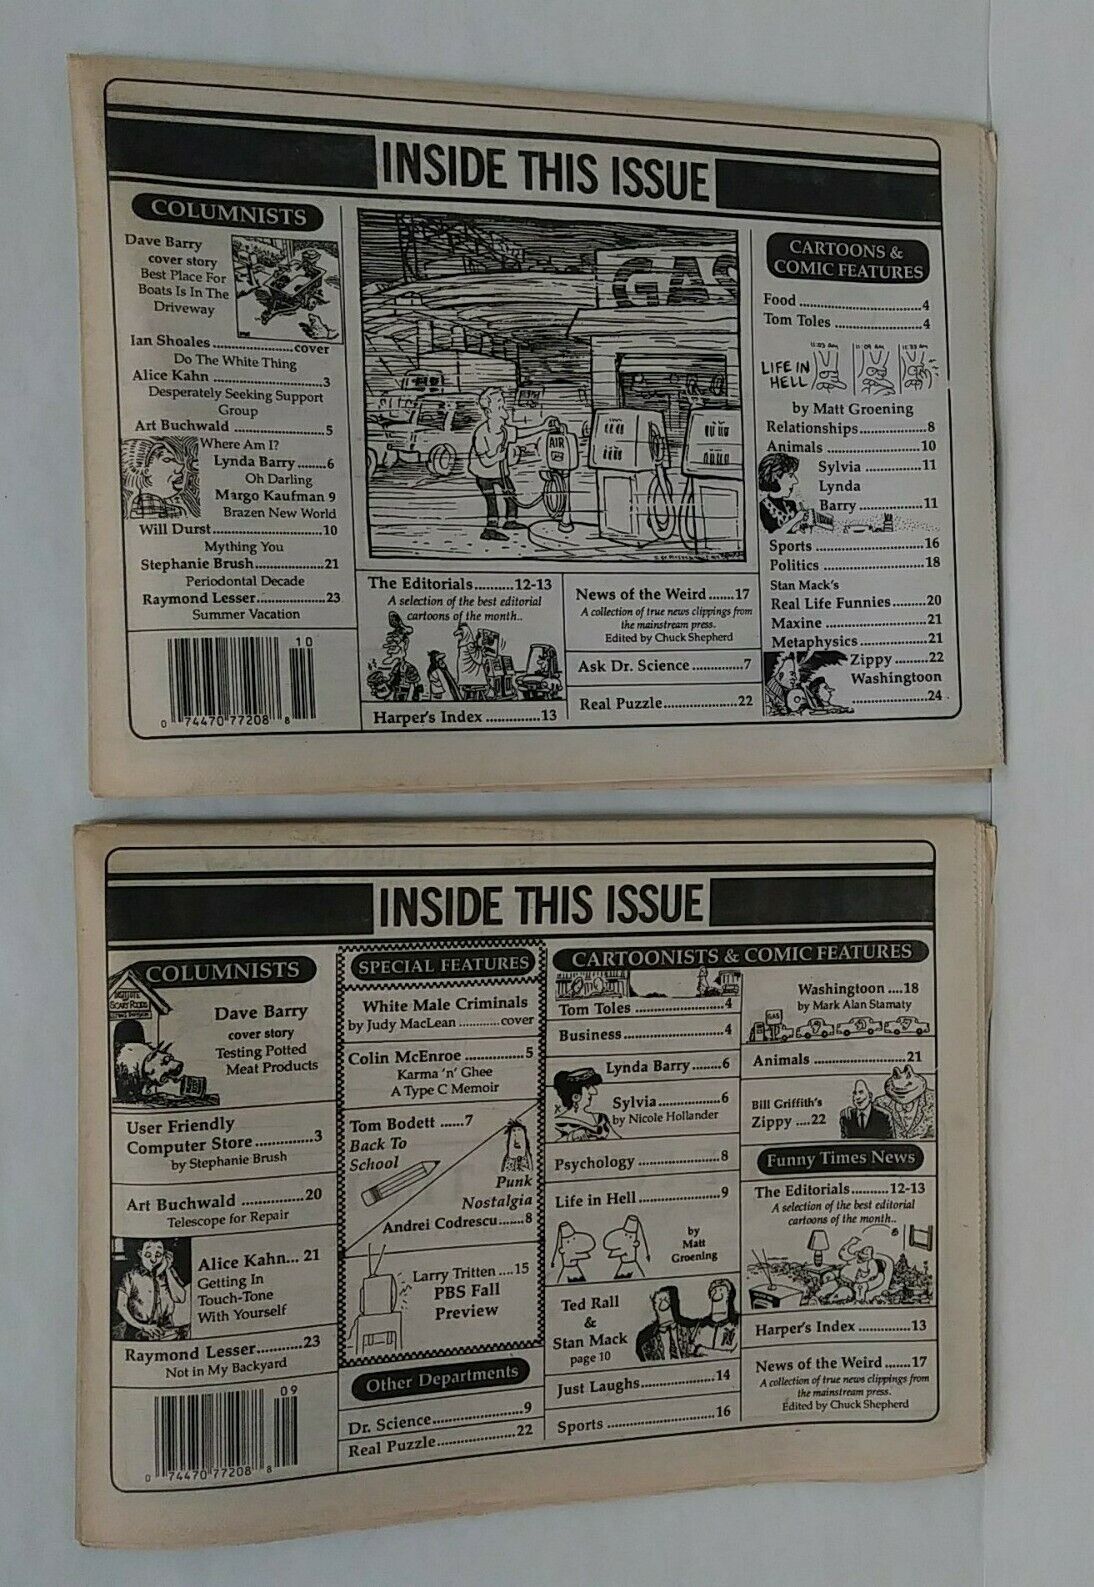 INSIDE THIS ISSUE
COLUMNISTS
Dave Barry
cover story
Best Place For
Boats Is In The
Driveway
Ian Shoales ....................cover
Do The White Thing
Alice Kahn ...........................3
Desperately Seeking Support
Group
Art Buchwald ........................5
Where Am I?
Lynda Barry ........6
Oh Darling
Margo Kaufman 9
Brazen New World
Will Durst............................10
Mything You
Stephanie Brush.................21
Periodontal Decade
Raymond Lesser..................23
Summer Vacation
10
0 74470 77208 8
GAS
AIR
The Editorials..........12-13
A selection of the best editorial
cartoons of the month..
Harper's Index ..............13
News of the Weird.......17
A collection of true news clippings from
the mainstream press.
Edited by Chuck Shepherd
Ask Dr. Science .............7
Real Puzzle......................22
CARTOONS &
COMIC FEATURES
Food ...............................4
Tom Toles ......................4
11:03 AM
11:09 AM
11:33 AM
LIFE IN
HELL
by Matt Groening
Relationships.................8
Animals ........................10
Sylvia ..............11
Lynda
Barry ...............11
Sports ...........................16
Politics .........................18
Stan Mack's
Real Life Funnies.........20
Maxine ..........................21
Metaphysics..................21
Zippy .........22
Washingtoon
....................24
INSIDE THIS ISSUE
COLUMNISTS
Dave Barry
cover story
Testing Potted
Meat Products
User Friendly
Computer Store ..............3
by Stephanie Brush
Art Buchwald ...............20
Telescope for Repair
Alice Kahn... 21
Getting In
Touch-Tone
With Yourself
Raymond Lesser............23
Not in My Backyard
09
0 74470 77208 8
SPECIAL FEATURES
White Male Criminals
by Judy MacLean ............cover
Colin McEnroe ...............5
Karma 'n' Ghee
A Type C Memoir
Tom Bodett ......7
Back To
School
Punk
Nostalgia
Andrei Codrescu.......8
Larry Tritten ....15
PBS Fall
Preview
Other Departments
Dr. Science.......................9
Real Puzzle....................22
CARTOONISTS & COMIC FEATURES
Tom Toles ....................4
Business.......................4
Lynda Barry.......6
Sylvia ................6
by Nicole Hollander
Psychology ....................8
Life in Hell....................9
by
Matt
Groening
Ted Rall
&
Stan Mack
page 10
Just Laughs...................14
Sports ............................16
Washingtoon ....18
by Mark Alan Stamaty
GAS
Animals ........................21
Bill Griffith's
Zippy ....22
Funny Times News
The Editorials..........12-13
A selection of the best editorial
cartoons of the month..
Harper's Index ..............13
News of the Weird.......17
A collection of true news clippings from
the mainstream press.
Edited by Chuck Shepherd